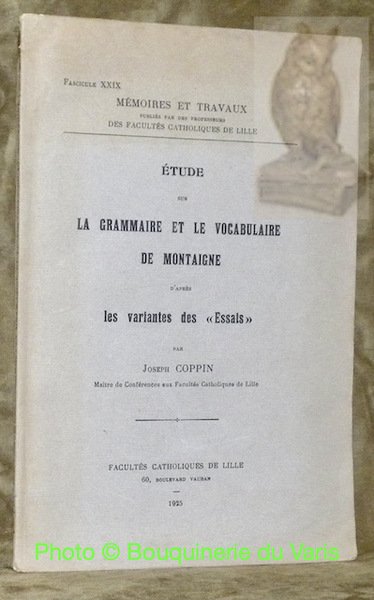 Fascicule XXIX
MÉMOIRES ET TRAVAUX
PUBLIÉS PAR DES PROFESSEURS
DES FACULTÉS CATHOLIQUES DE LILLE
ÉTUDE
SUR
LA GRAMMAIRE ET LE VOCABULAIRE
DE MONTAIGNE
D'APRÈS
les variantes des «Essais»
PAR
Joseph COPPIN
Maître de Conférences aux Facultés Catholiques de Lille
FACULTÉS CATHOLIQUES DE LILLE
60, BOULEVARD VAUBAN
1925
Photo © Bouquinerie du Varis